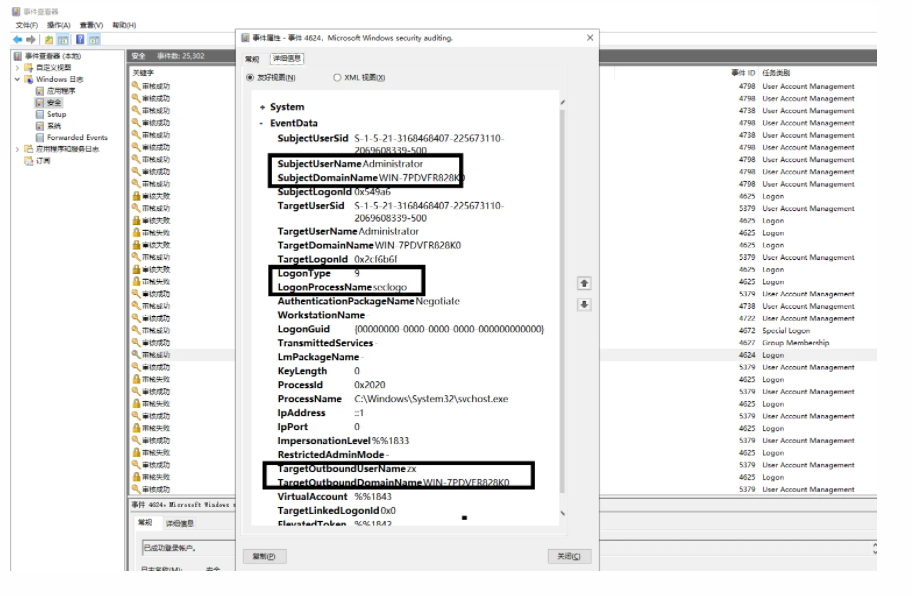 事件查看器
文件(F) 操作(A) 查看(V) 帮助(H)
事件查看器 (本地)
自定义视图
Windows 日志
应用程序
安全
Setup
系统
Forwarded Events
应用程序和服务日志
订阅
安全 事件数: 25,302
关键字
审核成功
审核成功
审核成功
审核成功
审核成功
审核成功
审核成功
审核成功
审核成功
审核失败
审核成功
审核失败
审核失败
审核失败
审核成功
审核失败
审核失败
审核成功
审核成功
审核成功
审核成功
审核成功
审核成功
审核成功
审核失败
审核成功
审核失败
审核成功
审核失败
审核成功
审核失败
审核成功
审核失败
审核成功
事件 4624, Microsoft Windows
常规 详细信息
已成功登录帐户。
日志名称(M): 安全
事件属性 - 事件 4624, Microsoft Windows security auditing.
常规 详细信息
友好视图(N) XML 视图(X)
+ System
- EventData
SubjectUserSid S-1-5-21-3168468407-225673110-
2069608339-500
SubjectUserName Administrator
SubjectDomainName WIN-7PDVFR828K0
SubjectLogonId 0x549a6
TargetUserSid S-1-5-21-3168468407-225673110-
2069608339-500
TargetUserName Administrator
TargetDomainName WIN-7PDVFR828K0
TargetLogonId 0x2cf6b6f
LogonType 9
LogonProcessName seclogo
AuthenticationPackageName Negotiate
WorkstationName -
LogonGuid {00000000-0000-0000-0000-000000000000}
TransmittedServices -
LmPackageName -
KeyLength 0
ProcessId 0x2020
ProcessName C:\Windows\System32\svchost.exe
IpAddress ::1
IpPort 0
ImpersonationLevel %%1833
RestrictedAdminMode -
TargetOutboundUserName zx
TargetOutboundDomainName WIN-7PDVFR828K0
VirtualAccount %%1843
TargetLinkedLogonId 0x0
ElevatedToken %%1842
复制(P) 关闭(C)
事件 ID 任务类别
4798 User Account Management
4798 User Account Management
4738 User Account Management
4798 User Account Management
4738 User Account Management
4798 User Account Management
4798 User Account Management
4798 User Account Management
4798 User Account Management
4625 Logon
5379 User Account Management
4625 Logon
4625 Logon
4625 Logon
5379 User Account Management
4625 Logon
4625 Logon
5379 User Account Management
4738 User Account Management
4722 User Account Management
4672 Special Logon
4627 Group Membership
4624 Logon
5379 User Account Management
4625 Logon
5379 User Account Management
4625 Logon
5379 User Account Management
4625 Logon
5379 User Account Management
4625 Logon
5379 User Account Management
4625 Logon
5379 User Account Management